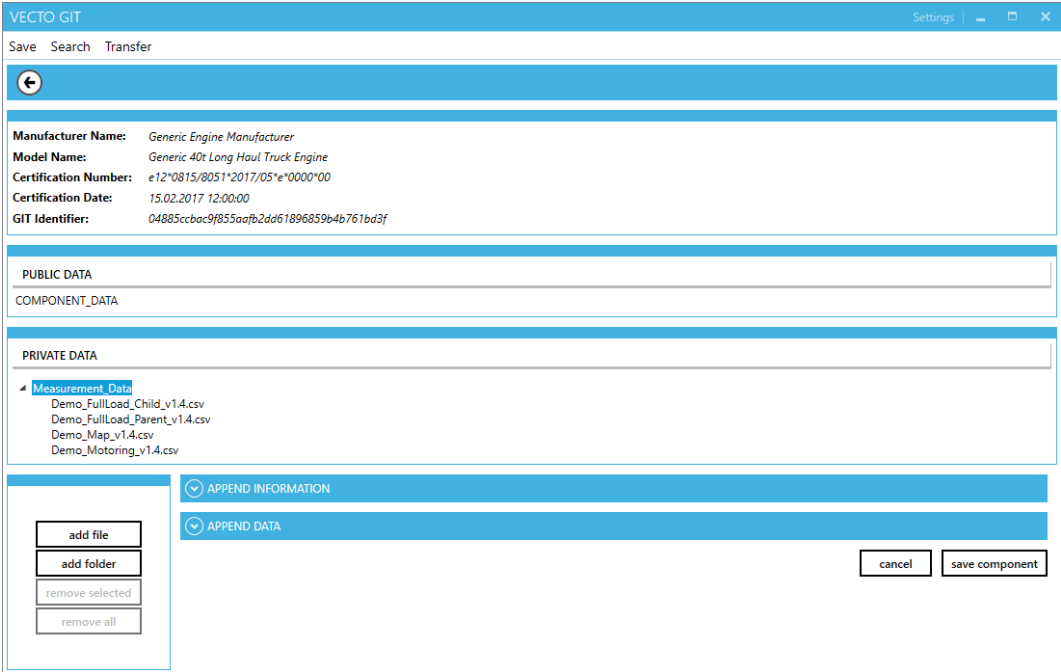 VECTO GIT Settings
Save Search Transfer
Manufacturer Name: Generic Engine Manufacturer
Model Name: Generic 40t Long Haul Truck Engine
Certification Number: e12*0815/8051*2017/05*e*0000*00
Certification Date: 15.02.2017 12:00:00
GIT Identifier: 04885ccbac9f855aafb2dd61896859b4b761bd3f
PUBLIC DATA
COMPONENT_DATA
PRIVATE DATA
Measurement_Data
Demo_FullLoad_Child_v1.4.csv
Demo_FullLoad_Parent_v1.4.csv
Demo_Map_v1.4.csv
Demo_Motoring_v1.4.csv
APPEND INFORMATION
APPEND DATA
add file
add folder
remove selected
remove all
cancel save component